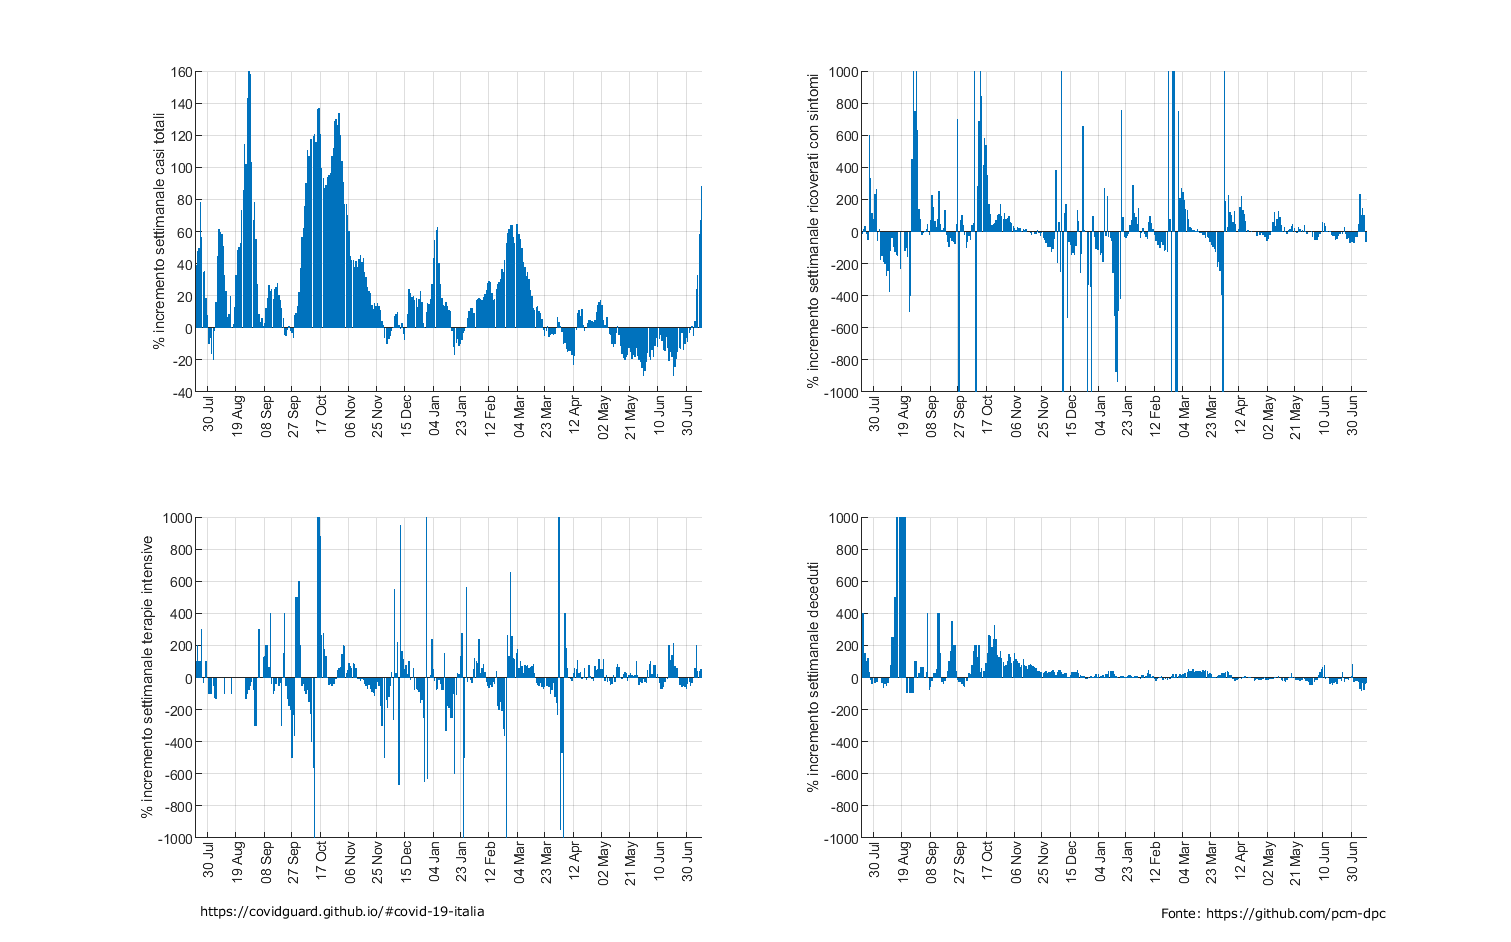 % incremento settimanale casi totali
160
140
120
100
80
60
40
20
0
-20
-40
30 Jul
19 Aug
08 Sep
27 Sep
17 Oct
06 Nov
25 Nov
15 Dec
04 Jan
23 Jan
12 Feb
04 Mar
23 Mar
12 Apr
02 May
21 May
10 Jun
30 Jun
% incremento settimanale ricoverati con sintomi
1000
800
600
400
200
0
-200
-400
-600
-800
-1000
30 Jul
19 Aug
08 Sep
27 Sep
17 Oct
06 Nov
25 Nov
15 Dec
04 Jan
23 Jan
12 Feb
04 Mar
23 Mar
12 Apr
02 May
21 May
10 Jun
30 Jun
% incremento settimanale terapie intensive
1000
800
600
400
200
0
-200
-400
-600
-800
-1000
30 Jul
19 Aug
08 Sep
27 Sep
17 Oct
06 Nov
25 Nov
15 Dec
04 Jan
23 Jan
12 Feb
04 Mar
23 Mar
12 Apr
02 May
21 May
10 Jun
30 Jun
% incremento settimanale deceduti
1000
800
600
400
200
0
-200
-400
-600
-800
-1000
30 Jul
19 Aug
08 Sep
27 Sep
17 Oct
06 Nov
25 Nov
15 Dec
04 Jan
23 Jan
12 Feb
04 Mar
23 Mar
12 Apr
02 May
21 May
10 Jun
30 Jun
https://covidguard.github.io/#covid-19-italia
Fonte: https://github.com/pcm-dpc